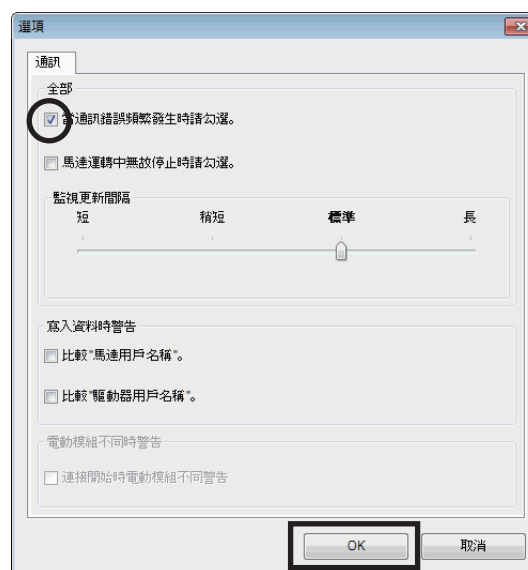 選項
通訊
全部
當通訊錯誤頻繁發生時請勾選。
馬達運轉中無故停止時請勾選。
監視更新間隔
短 稍短 標準 長
寫入資料時警告
比較"馬達用戶名稱"。
比較"驅動器用戶名稱"。
電動模組不同時警告
連接開始時電動模組不同警告
OK 取消